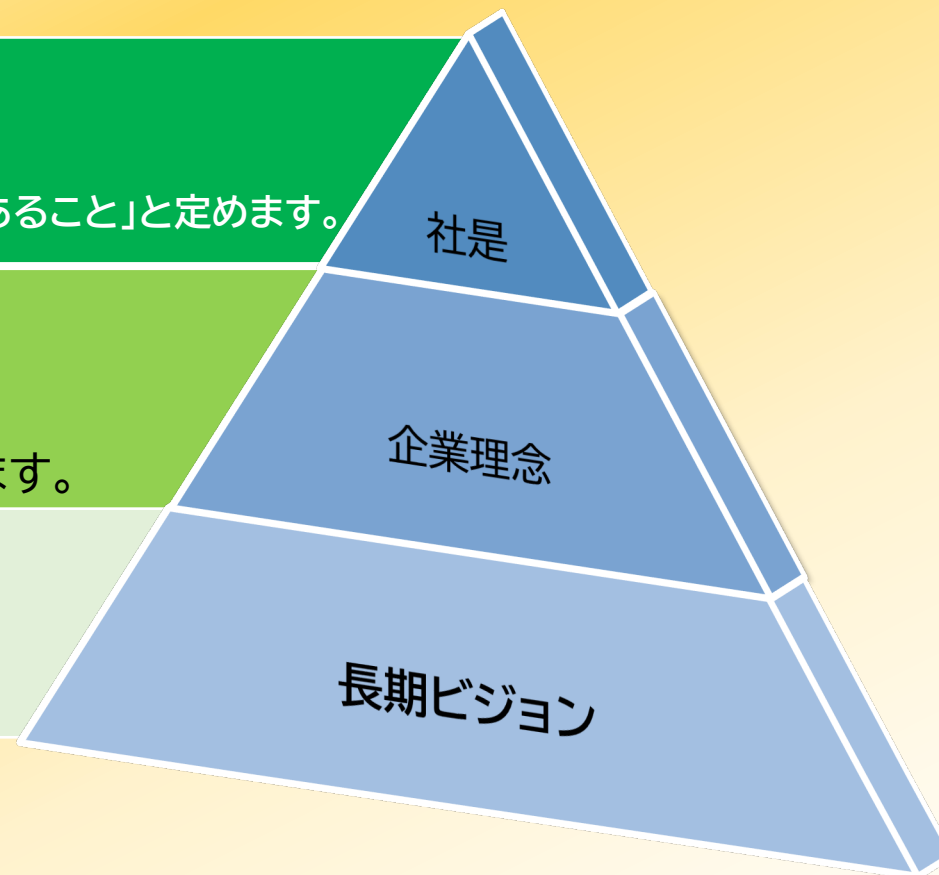 あること」と定めます。
社是
企業理念
ます。
長期ビジョン